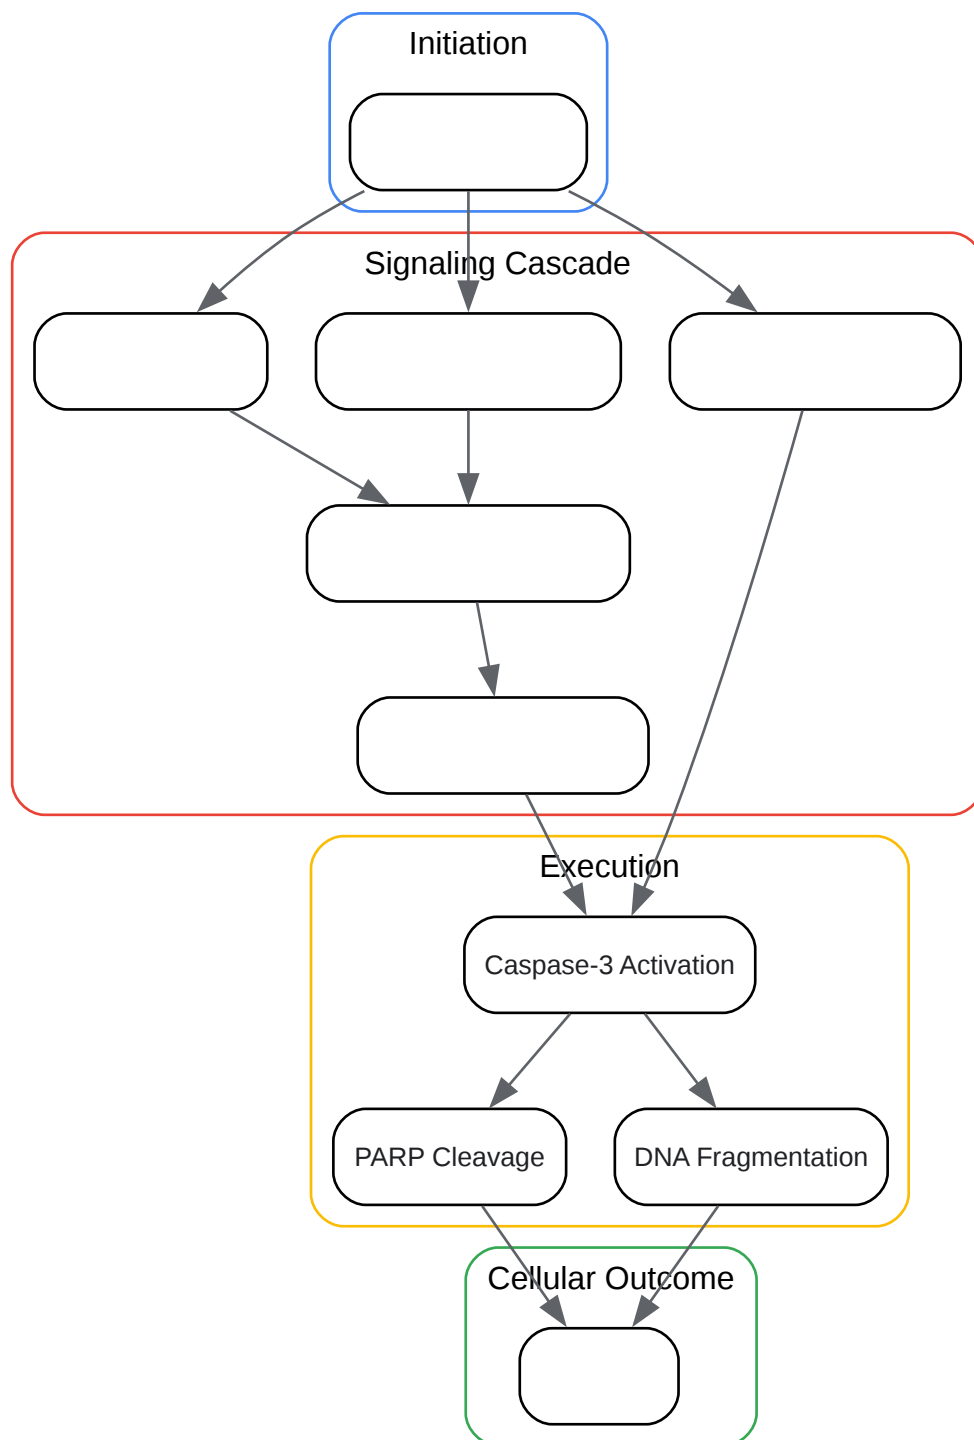 Initiation
Signaling Cascade
Execution
Caspase-3 Activation
PARP Cleavage
DNA Fragmentation
Cellular Outcome